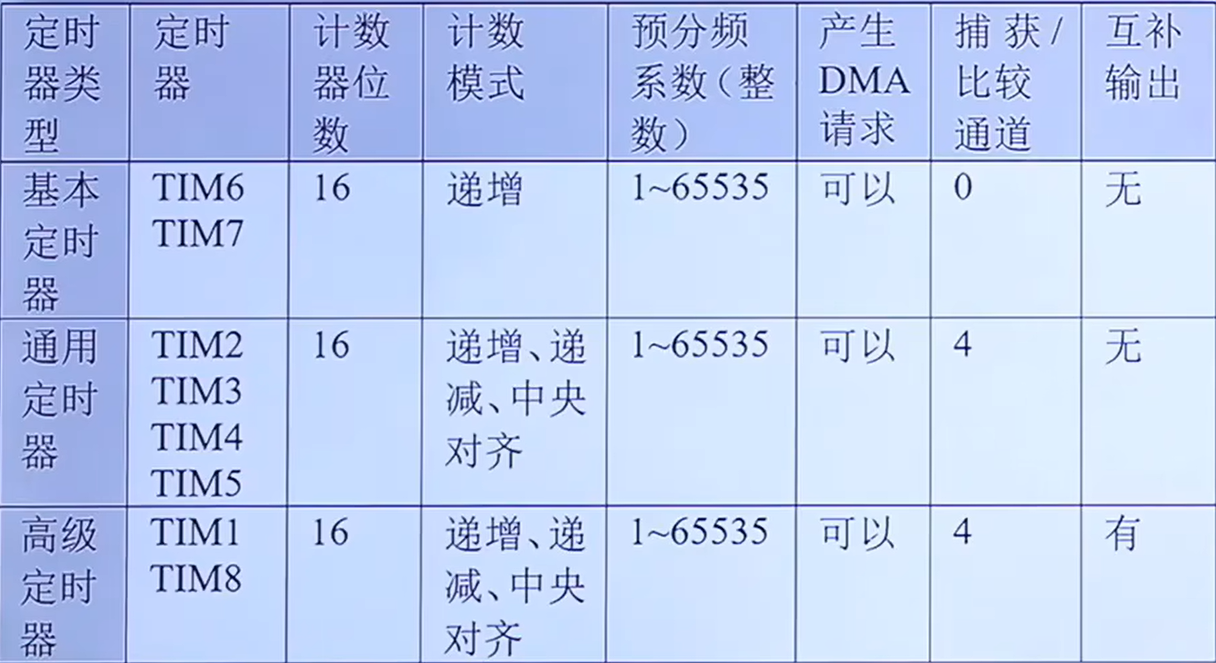 定时器类型 定时器 计数器位数 计数模式 预分频系数（整数） 产生DMA请求 捕获/比较通道 互补输出
基本定时器 TIM6 TIM7 16 递增 1~65535 可以 0 无
通用定时器 TIM2 TIM3 TIM4 TIM5 16 递增、递减、中央对齐 1~65535 可以 4 无
高级定时器 TIM1 TIM8 16 递增、递减、中央对齐 1~65535 可以 4 有